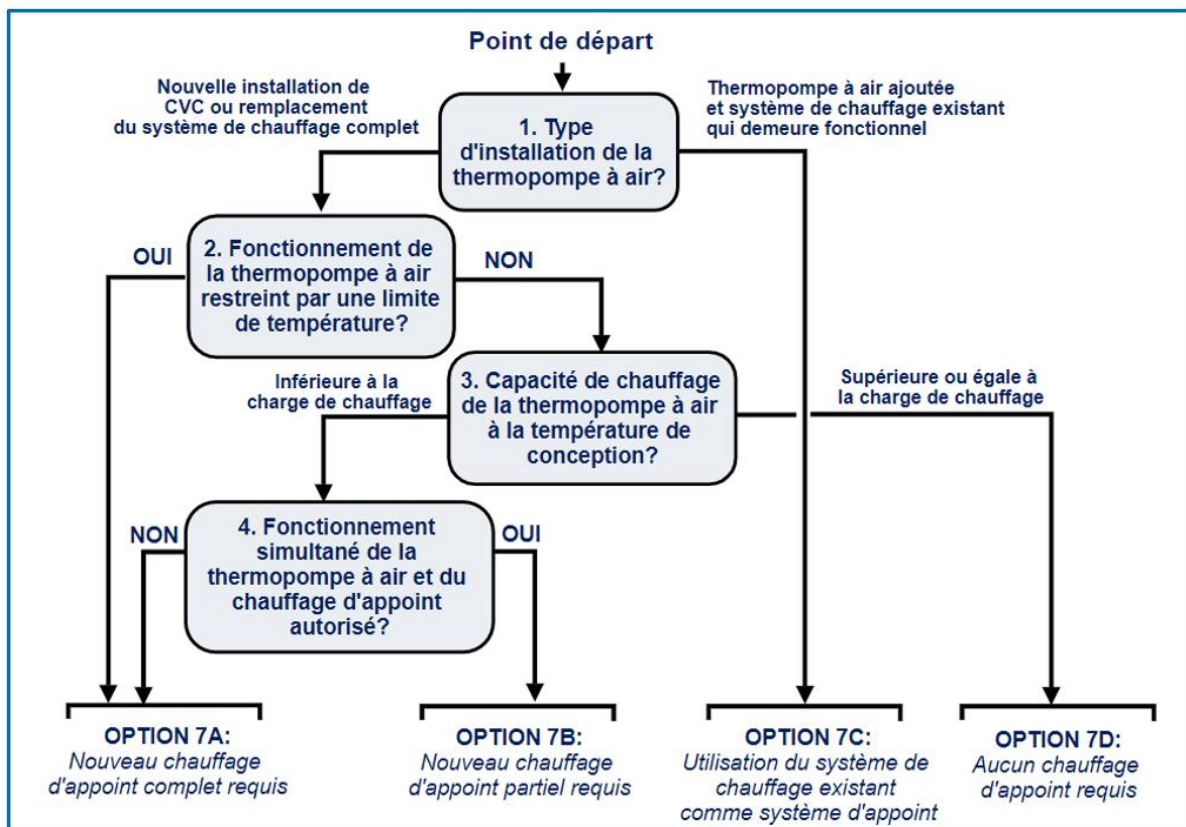 Point de départ
Nouvelle installation de
CVC ou remplacement
du système de chauffage complet
Thermopompe à air ajoutée
et système de chauffage existant
qui demeure fonctionnel
1. Type
d'installation de la
thermopompe à air?
OUI
2. Fonctionnement de
la thermopompe à air
restreint par une limite
de température?
NON
Inférieure à la
charge de chauffage
3. Capacité de chauffage
de la thermopompe à air
à la température de
conception?
Supérieure ou égale à
la charge de chauffage
NON
4. Fonctionnement
simultané de la
thermopompe à air et du
chauffage d'appoint
autorisé?
OUI
OPTION 7A:
Nouveau chauffage
d'appoint complet requis
OPTION 7B:
Nouveau chauffage
d'appoint partiel requis
OPTION 7C:
Utilisation du système de
chauffage existant
comme système d'appoint
OPTION 7D:
Aucun chauffage
d'appoint requis